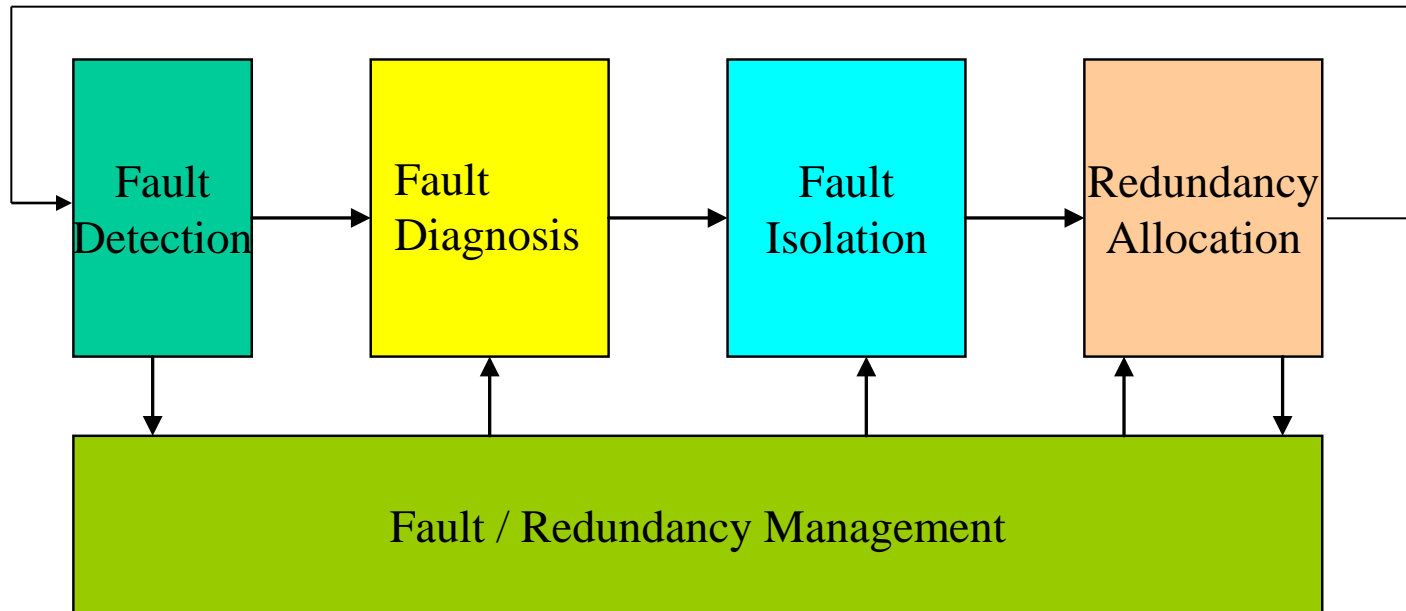 Fault
Detection
Fault
Diagnosis
Fault
Isolation
Redundancy
Allocation
Fault / Redundancy Management